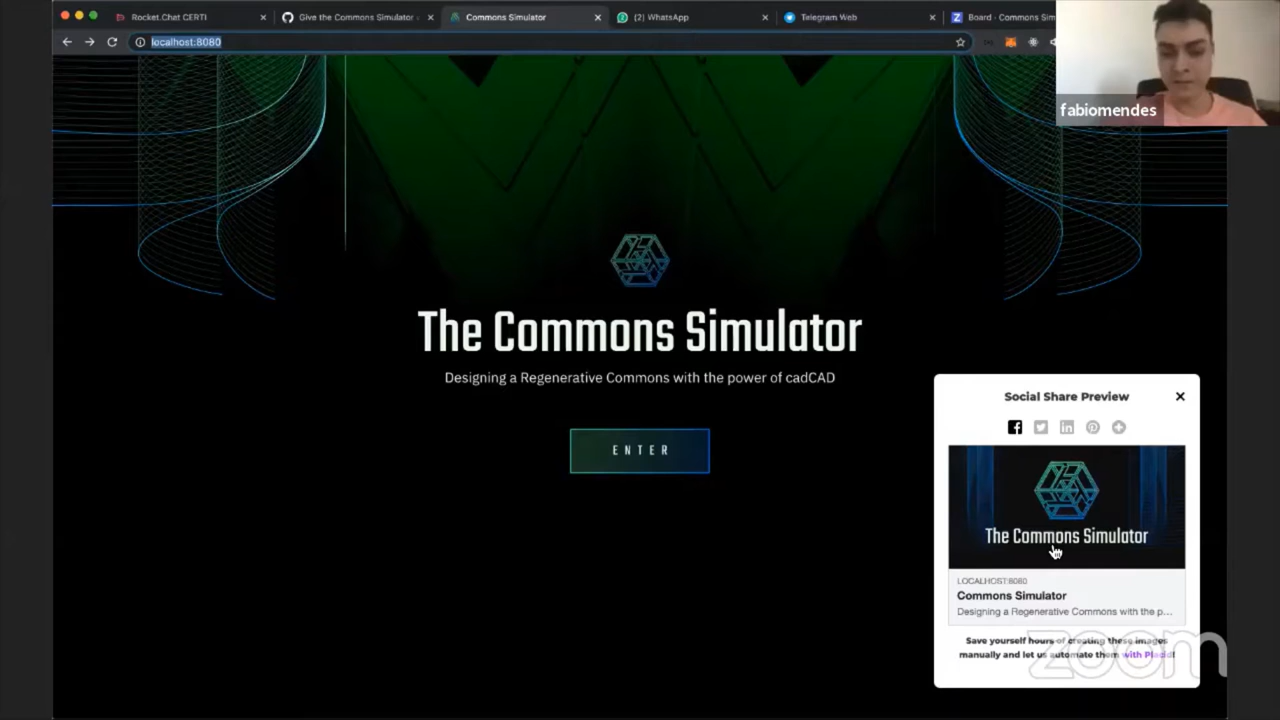 Rocket.Chat CERTI
Give the Commons Simulator
Commons Simulator
(2) WhatsApp
Telegram Web
Board · Commons Sim
localhost:8080
fabiomendes
The Commons Simulator
Designing a Regenerative Commons with the power of cadCAD
ENTER
Social Share Preview
The Commons Simulator
LOCALHOST:8080
Commons Simulator
Designing a Regenerative Commons with the p...
Save yourself hours of creating these images
manually and let us automate them with Placid!
zoom